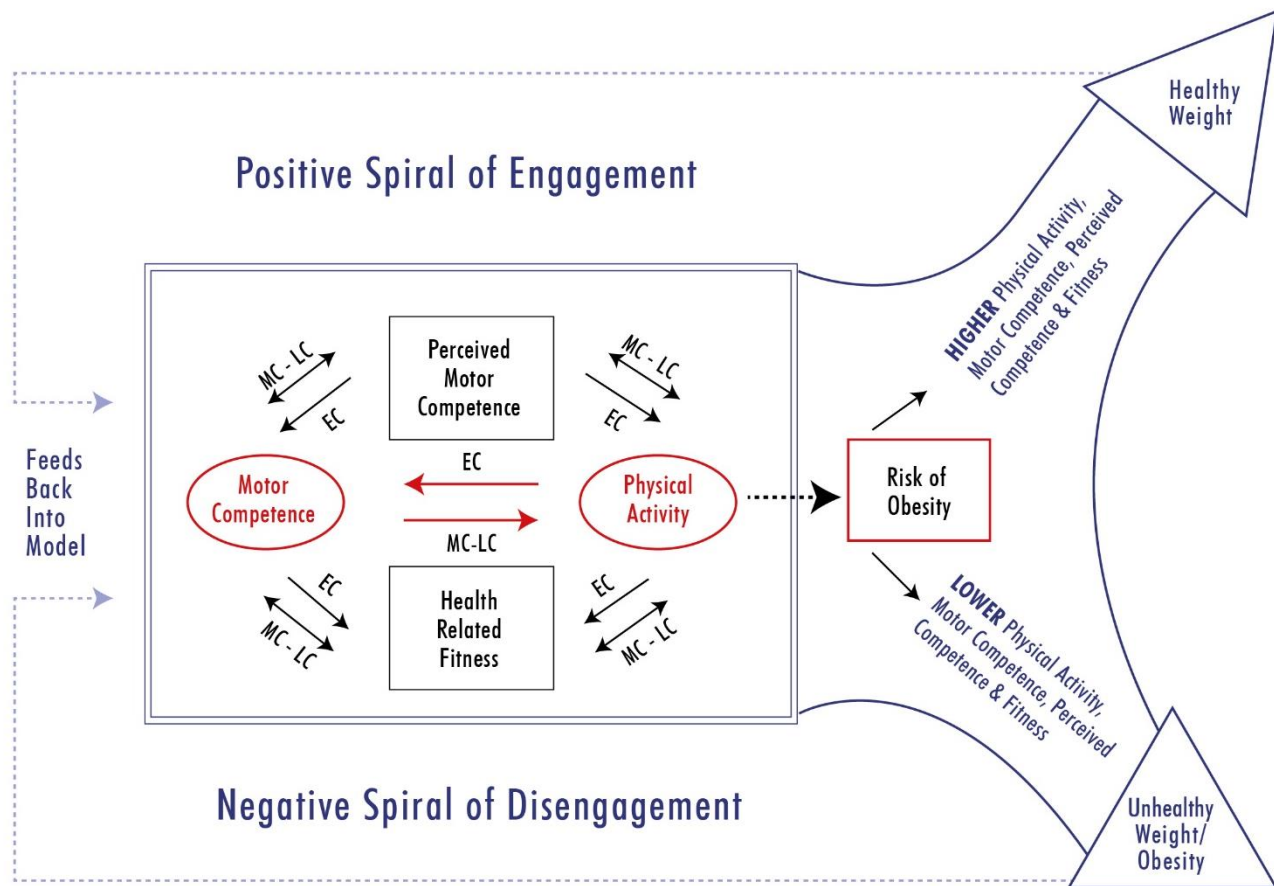 Healthy
Weight
Positive Spiral of Engagement
HIGHER Physical Activity,
Motor Competence, Perceived
Competence & Fitness
MC - LC
EC
Perceived
Motor
Competence
MC - LC
EC
Feeds
Back
Into
Model
Motor
Competence
EC
MC-LC
Physical
Activity
Risk of
Obesity
EC
MC - LC
Health
Related
Fitness
EC
MC - LC
LOWER Physical Activity,
Motor Competence, Perceived
Competence & Fitness
Negative Spiral of Disengagement
Unhealthy
Weight/
Obesity